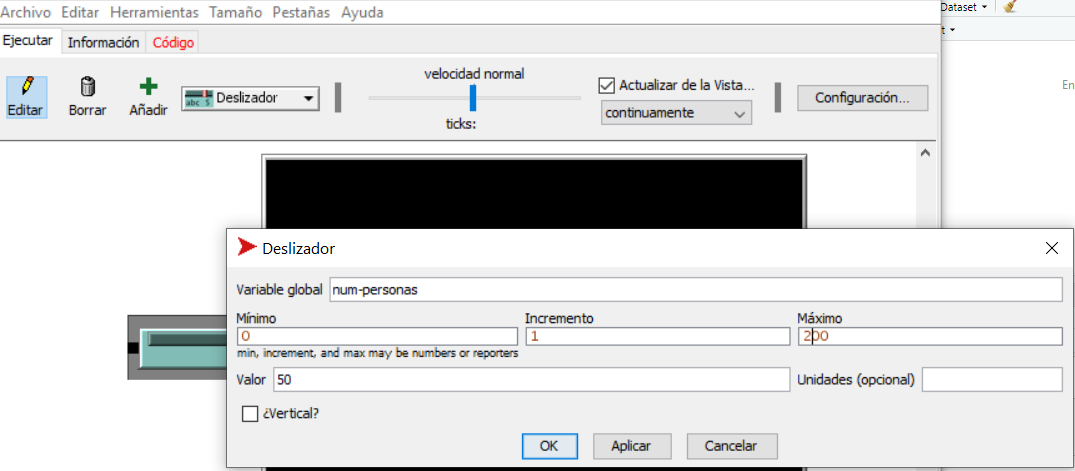 Archivo Editar Herramientas Tamaño Pestañas Ayuda
Dataset
t
Ejecutar Información Código
velocidad normal
Actualizar de la Vista...
Editar Borrar Añadir
abc 5 Deslizador
continuamente
Configuración...
ticks:
En
Deslizador
Variable global num-personas
Mínimo Incremento Máximo
0 1 200
min, increment, and max may be numbers or reporters
Valor 50 Unidades (opcional)
¿Vertical?
OK Aplicar Cancelar